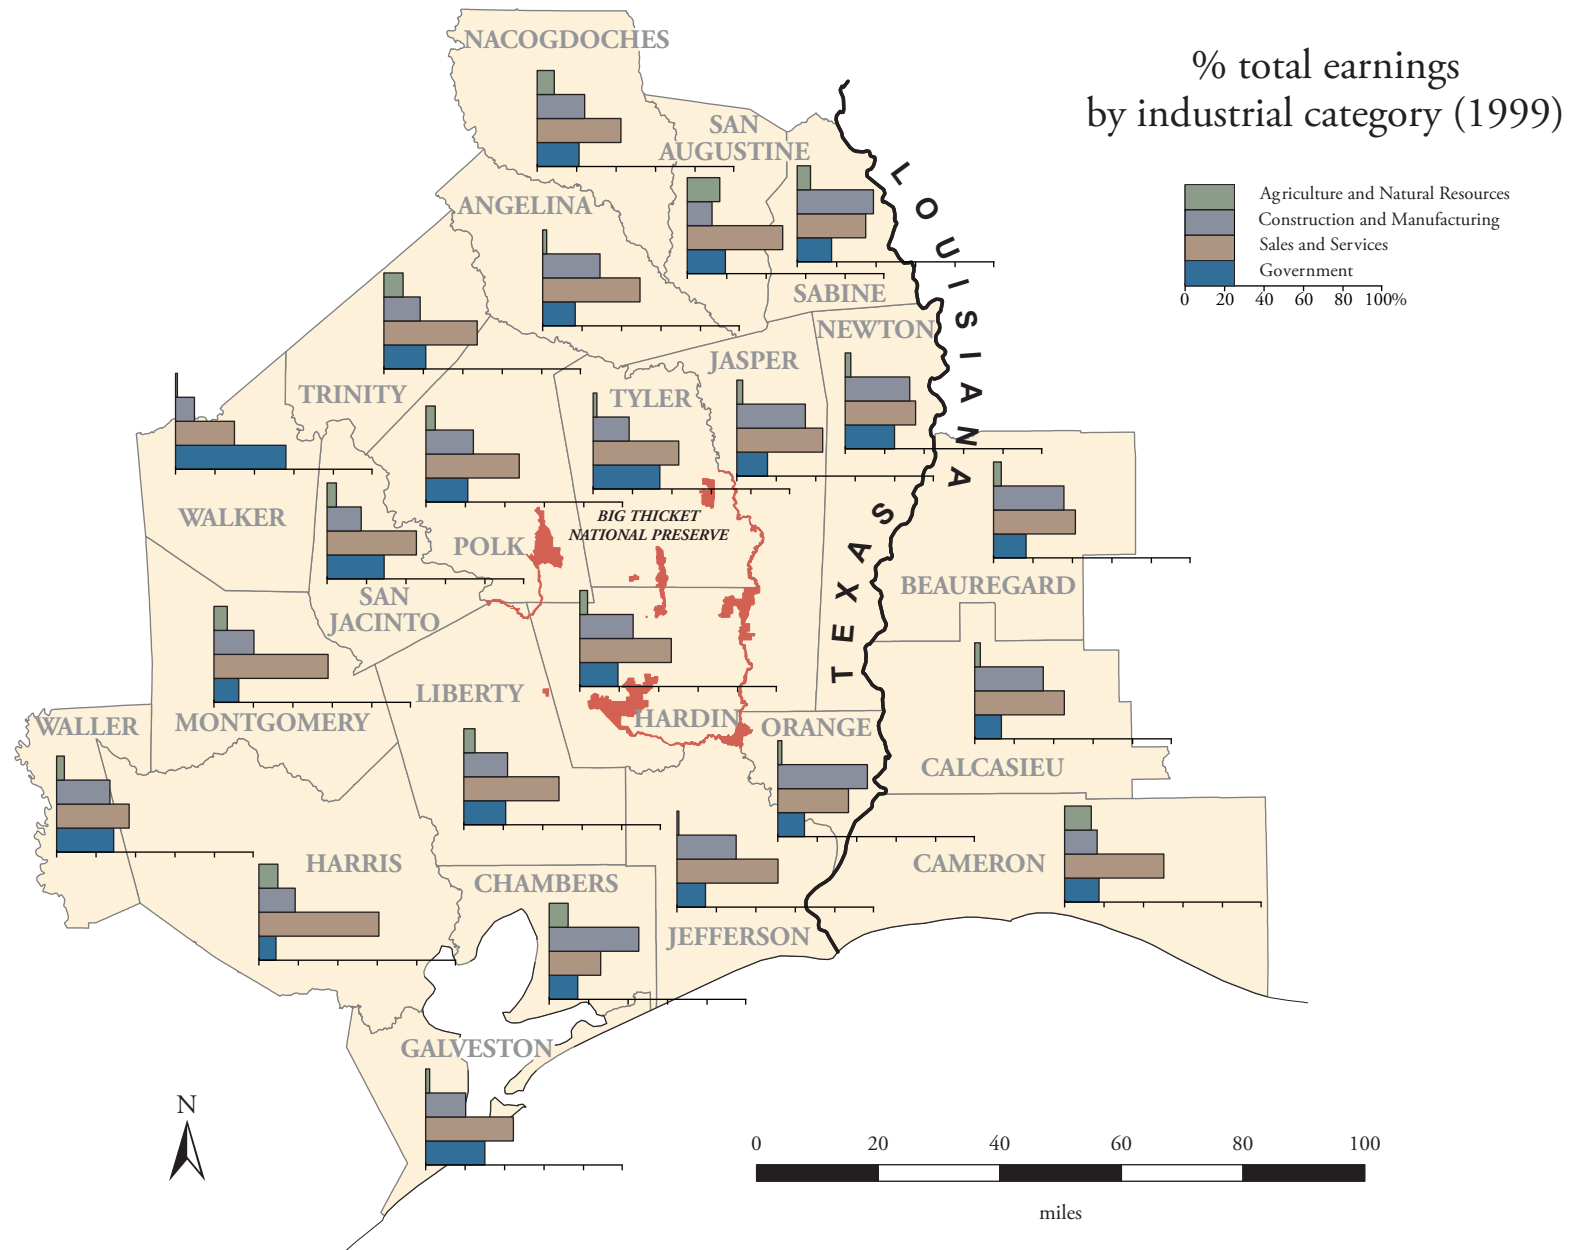 % total earnings
by industrial category (1999)
Agriculture and Natural Resources
Construction and Manufacturing
Sales and Services
Government
0 20 40 60 80 100%
NACOGDOCHES
SAN
AUGUSTINE
ANGELINA
SABINE
LOUISIANA
NEWTON
JASPER
TRINITY
TYLER
WALKER
BIG THICKET
NATIONAL PRESERVE
POLK
TEXAS
BEAUREGARD
SAN
JACINTO
LIBERTY
HARDIN
WALLER
MONTGOMERY
ORANGE
CALCASIEU
HARRIS
CHAMBERS
CAMERON
JEFFERSON
GALVESTON
N
0 20 40 60 80 100
miles